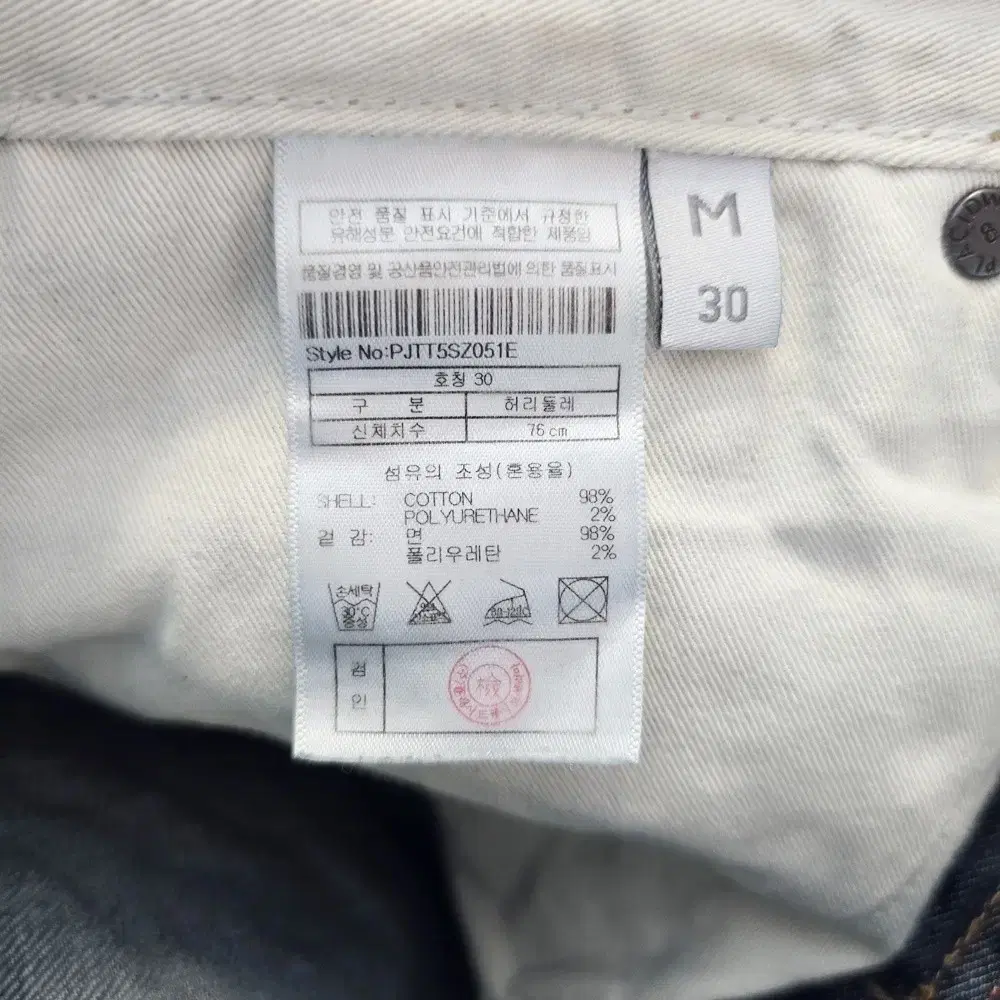 안전 품질 표시 기준에서 규정한
유해성분 안전요건에 적합한 제품임
품질경영 및 공산품안전관리법에 의한 품질표시
Style No:PJTT5SZ051E
호칭 30
구 분 허리둘레
신체치수 76cm
섬유의 조성(혼용율)
SHELL: COTTON 98%
POLYURETHANE 2%
겉 감: 면 98%
폴리우레탄 2%
손세탁
30°C
중성
80-120C
검
인
檢
M
30